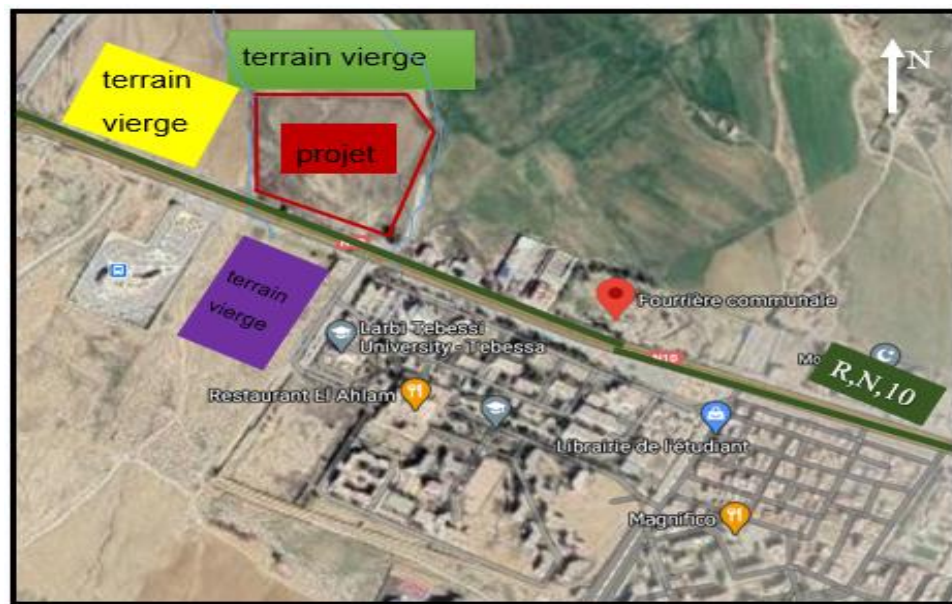 terrain vierge
terrain
vierge
N
projet
terrain
vierge
Fourrière communale
Larbi Tebessi
University - Tebessa
N10
Mo
R,N,10
Restaurant El Ahlam
Librairie de l'étudiant
Magnifico